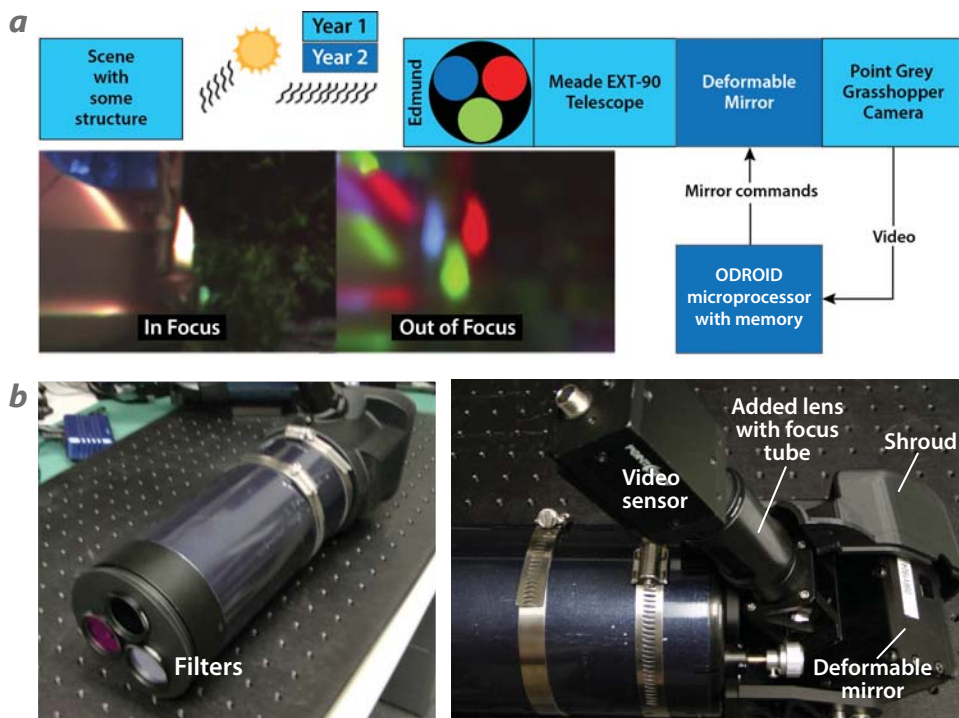 a
Scene
with
some
structure
Year 1
Year 2
Edmund
Meade EXT-90
Telescope
Deformable
Mirror
Point Grey
Grasshopper
Camera
Mirror commands
Video
ODROID
microprocessor
with memory
In Focus
Out of Focus
b
Filters
Video
sensor
Added lens
with focus
tube
Shroud
Deformable
mirror